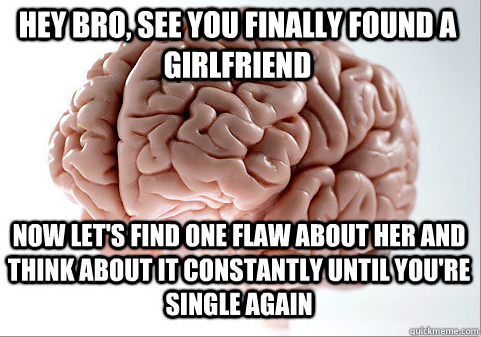 HEY BRO, SEE YOU FINALLY FOUND A
GIRLFRIEND
NOW LET'S FIND ONE FLAW ABOUT HER AND
THINK ABOUT IT CONSTANTLY UNTIL YOU'RE
SINGLE AGAIN
quickmeme.com